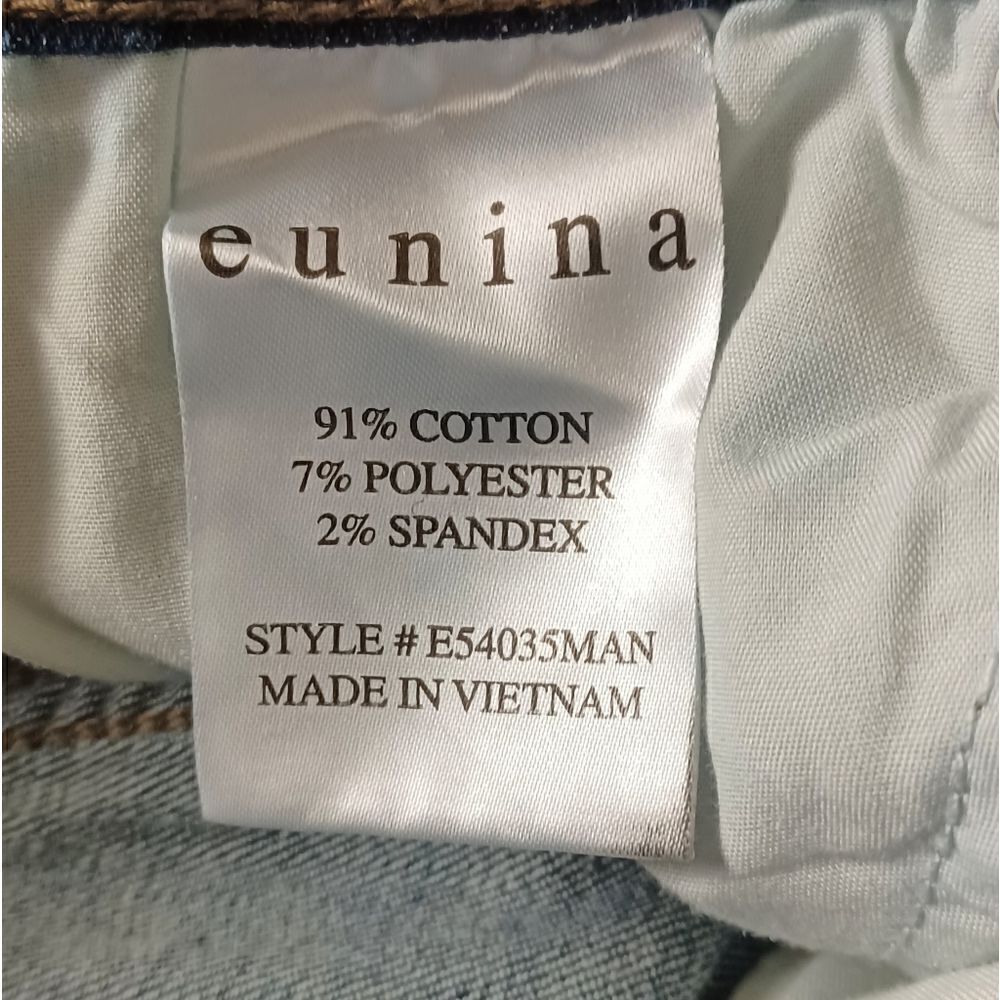 eunina
91% COTTON
7% POLYESTER
2% SPANDEX
STYLE # E54035MAN
MADE IN VIETNAM